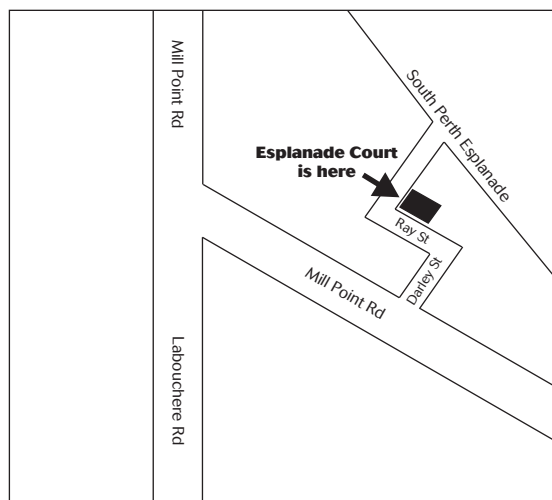 Mill Point Rd
South Perth Esplanade
Esplanade Court
is here
Ray St
Darley St
Mill Point Rd
Labouchere Rd